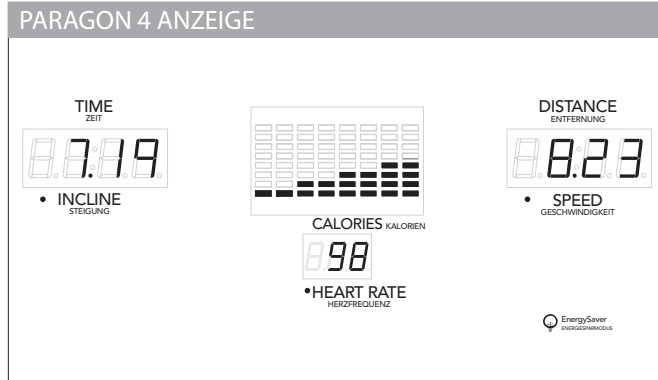 PARAGON 4 ANZEIGE
TIME
ZEIT
7.19
• INCLINE
STEIGUNG
CALORIES KALORIEN
98
•HEART RATE
HERZFREQUENZ
DISTANCE
ENTFERNUNG
8.23
• SPEED
GESCHWINDIGKEIT
EnergySaver
ENERGIESPARMODUS